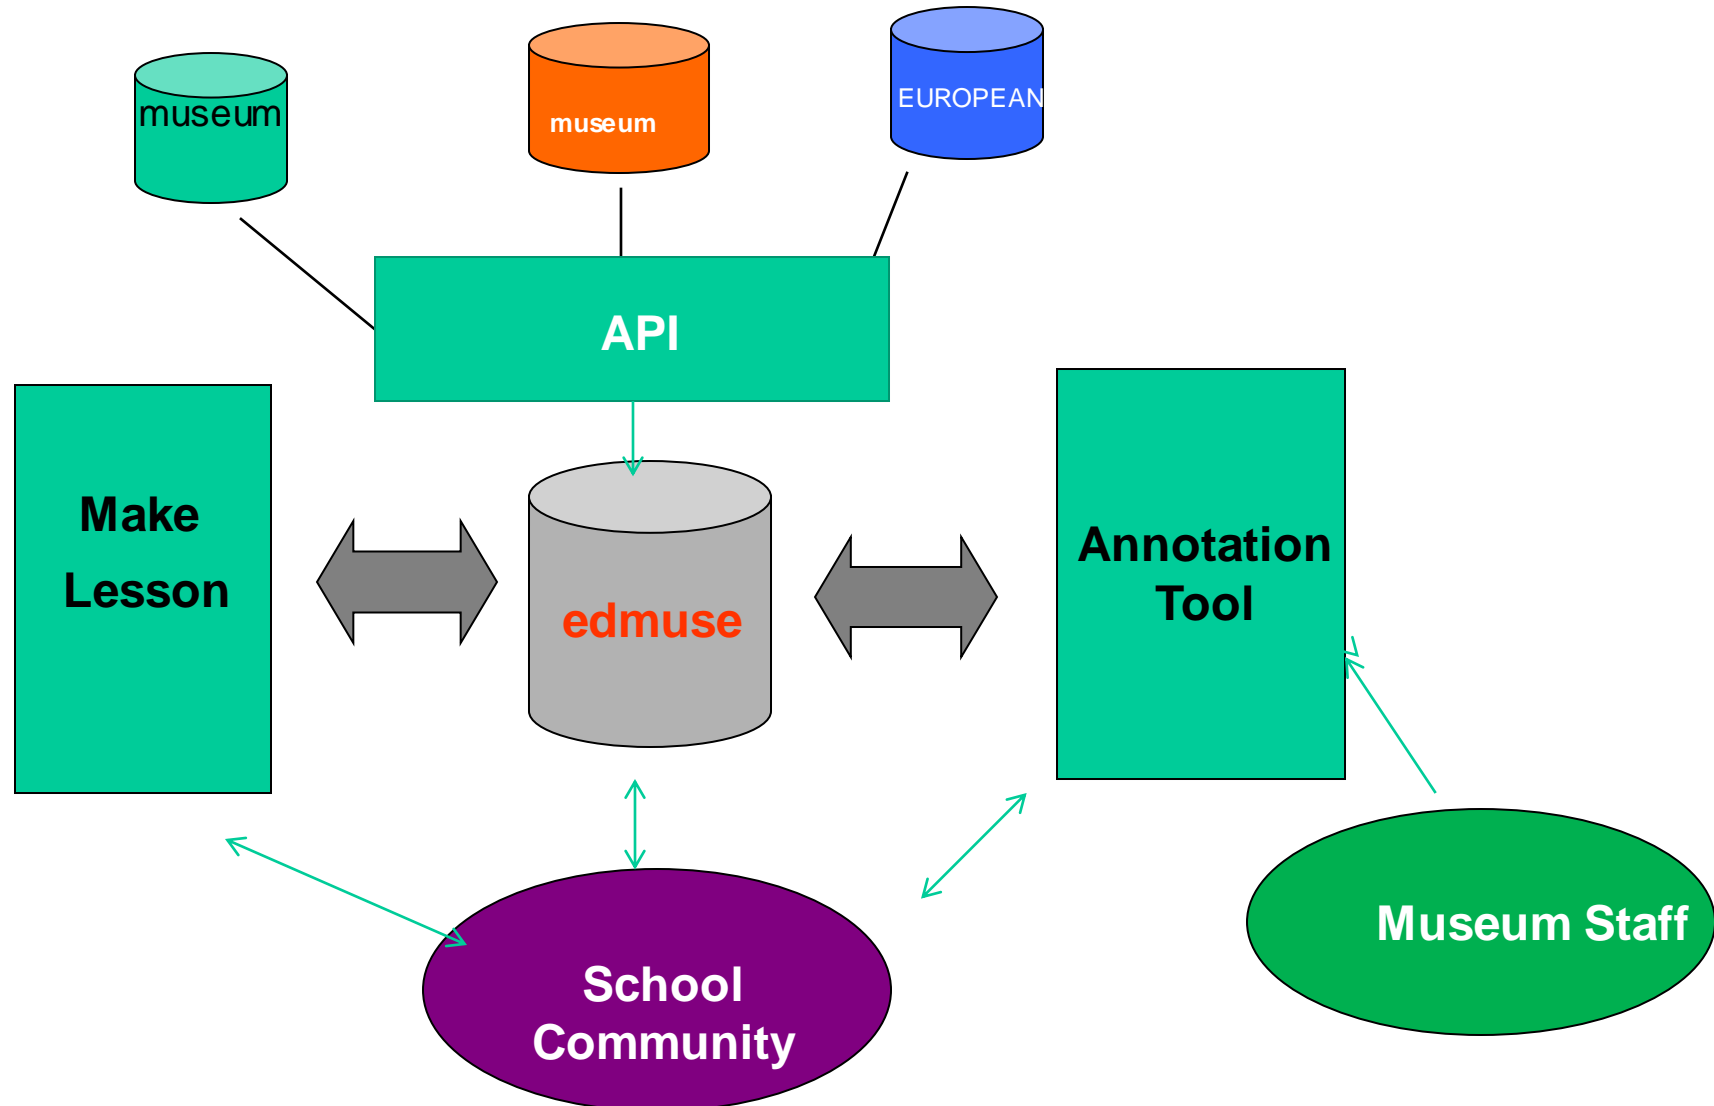 museum
museum
EUROPEAN
API
Make
Lesson
edmuse
Annotation
Tool
Museum Staff
School
Community